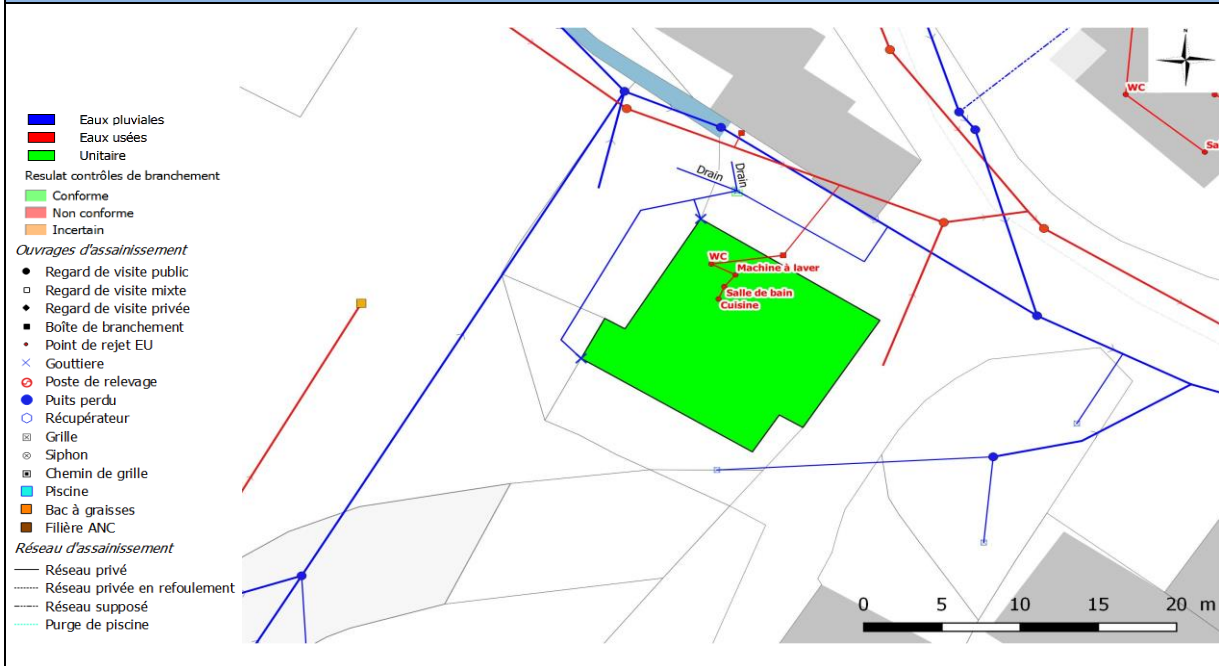 Eaux pluviales
Eaux usées
Unitaire
Resulat contrôles de branchement
Conforme
Non conforme
Incertain
Ouvrages d'assainissement
Regard de visite public
Regard de visite mixte
Regard de visite privée
Boîte de branchement
Point de rejet EU
Gouttiere
Poste de relevage
Puits perdu
Récupérateur
Grille
Siphon
Chemin de grille
Piscine
Bac à graisses
Filière ANC
Réseau d'assainissement
Réseau privé
Réseau privée en refoulement
Réseau supposé
Purge de piscine
N
WC
Sa
Drain
Drain
WC
Machine à laver
Salle de bain
Cuisine
0 5 10 15 20 m